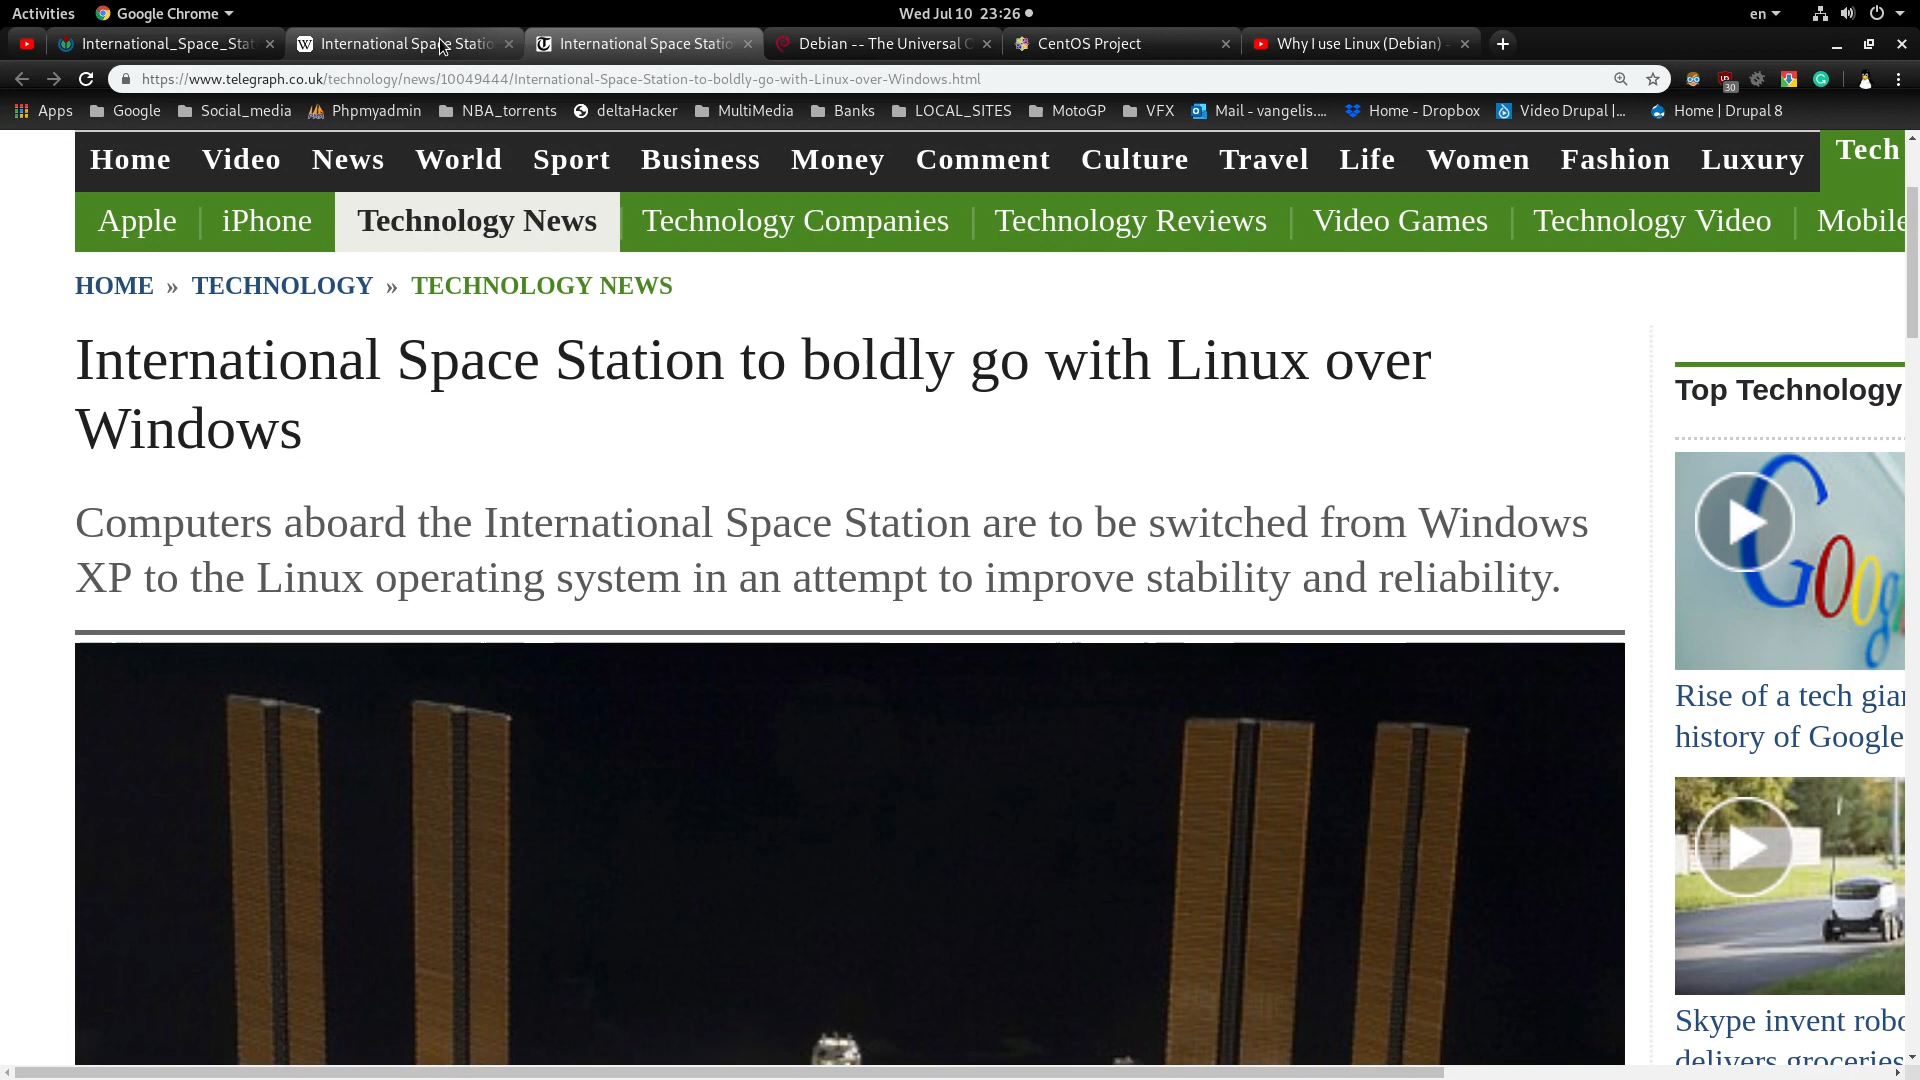 Activities Google Chrome Wed Jul 10 23:26 en
International_Space_Stat International Space Statio International Space Statio Debian -- The Universal O CentOS Project Why I use Linux (Debian) -
https://www.telegraph.co.uk/technology/news/10049444/International-Space-Station-to-boldly-go-with-Linux-over-Windows.html 30
Apps Google Social_media Phpmyadmin NBA_torrents deltaHacker MultiMedia Banks LOCAL_SITES MotoGP VFX Mail - vangelis.... Home - Dropbox Video Drupal |... Home | Drupal 8
Home Video News World Sport Business Money Comment Culture Travel Life Women Fashion Luxury Tech
Apple iPhone Technology News Technology Companies Technology Reviews Video Games Technology Video Mobile
HOME » TECHNOLOGY » TECHNOLOGY NEWS
International Space Station to boldly go with Linux over
Windows
Computers aboard the International Space Station are to be switched from Windows
XP to the Linux operating system in an attempt to improve stability and reliability.
Top Technology
Goog
Rise of a tech gia
history of Google
Skype invent robo
delivers groceries